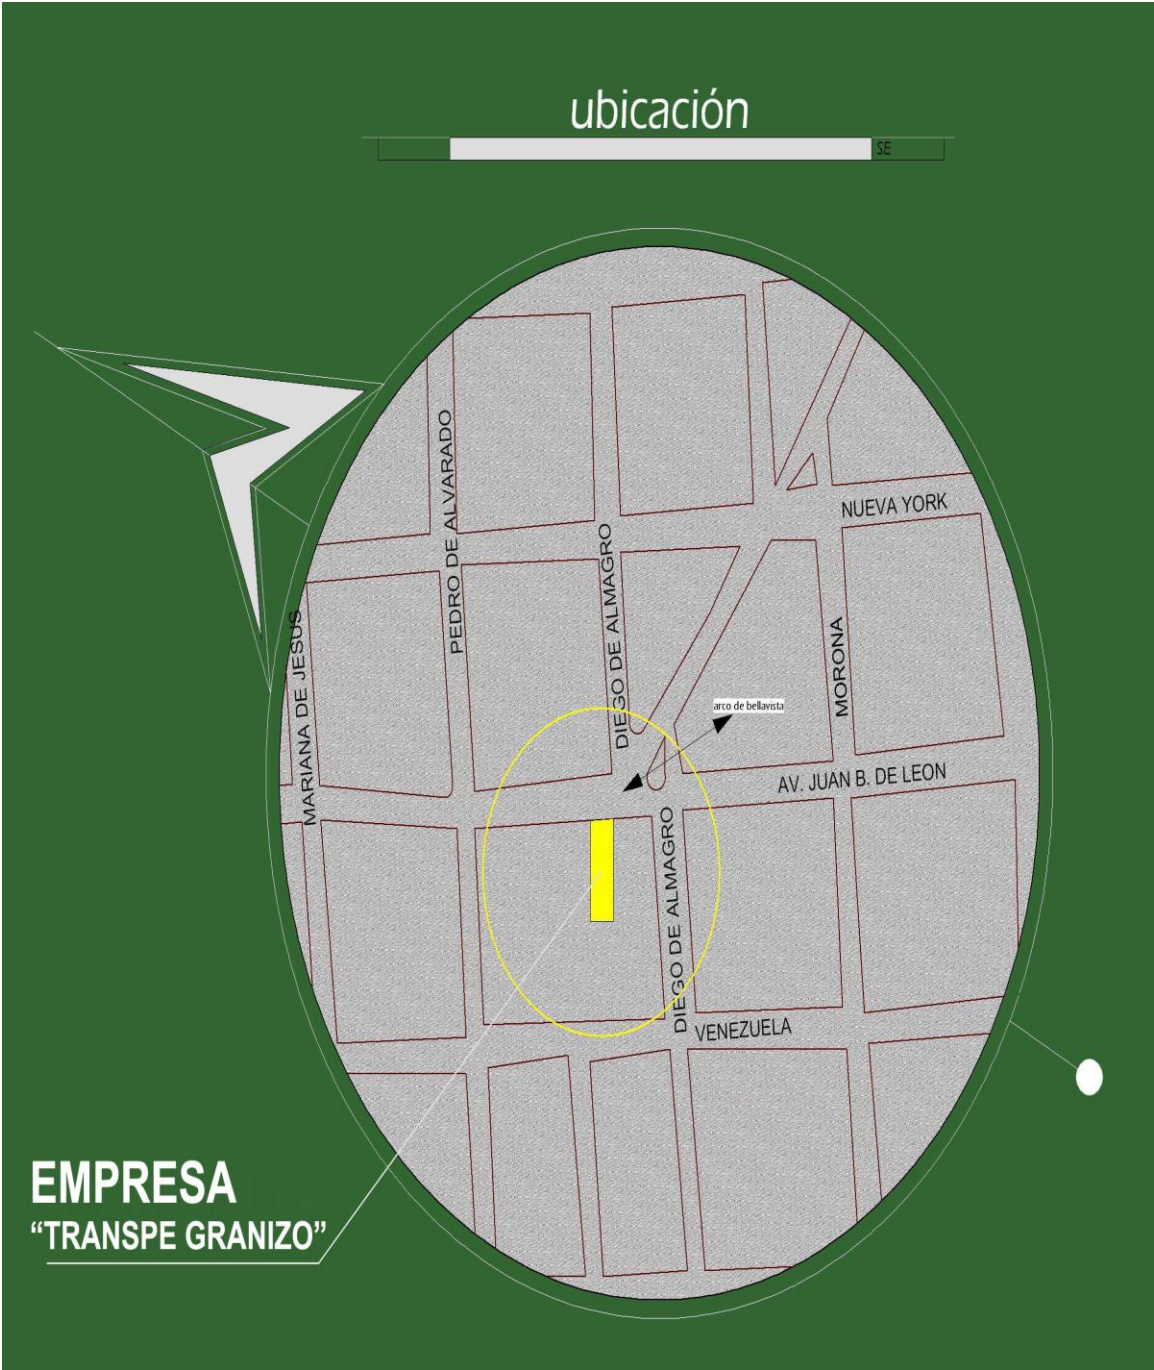 ubicación
SE
NUEVA YORK
PEDRO DE ALVARADO
DIEGO DE ALMAGRO
MARIANA DE JESUS
MORONA
arco de bellavista
AV. JUAN B. DE LEON
DIEGO DE ALMAGRO
VENEZUELA
EMPRESA
“TRANSPE GRANIZO”